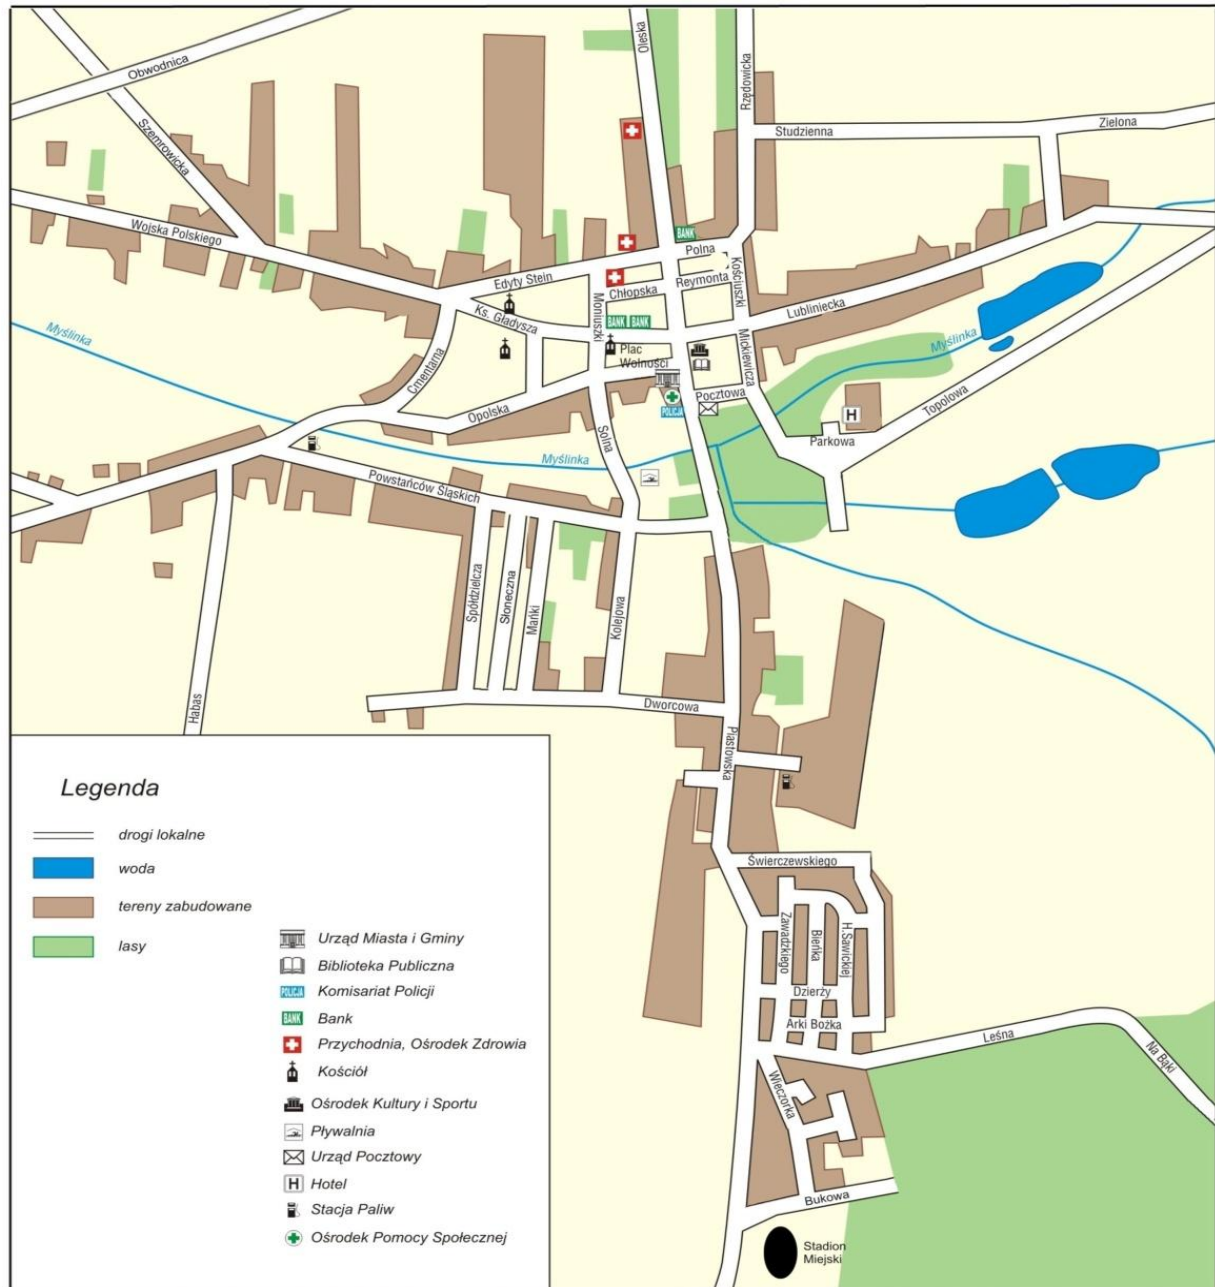 Oleska
Rzędowicka
Obwodnica
Szemrowicka
Studzienna
Zielona
Wojska Polskiego
BANK
Polna
Edyty Stein
Kościuszki
Reymonta
Chłopska
Moniuszki
Ks. Gładysza
Lubliniecka
BANK
BANK
Myślinka
Myślinka
Mickiewicza
Plac
Wolności
Cmentarna
Pocztowa
POLICJA
Topolowa
Opolska
H
Parkowa
Solna
Myślinka
Powstańców Śląskich
Spółdzielcza
Słoneczna
Mańki
Kolejowa
Habas
Dworcowa
Piastowska
Świerczewskiego
Zawadzkiego
Bieńka
H.Sawickiej
Dzierży
Arki Bożka
Leśna
Na Bąki
Wieczorka
Bukowa
Stadion
Miejski
Legenda
drogi lokalne
woda
tereny zabudowane
lasy
Urząd Miasta i Gminy
Biblioteka Publiczna
POLICJA Komisariat Policji
BANK Bank
Przychodnia, Ośrodek Zdrowia
Kościół
Ośrodek Kultury i Sportu
Pływalnia
Urząd Pocztowy
H Hotel
Stacja Paliw
Ośrodek Pomocy Społecznej